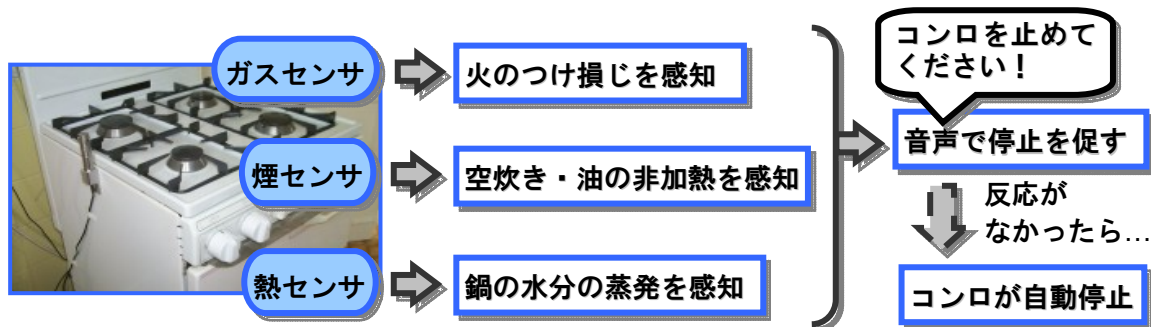 ガスセンサ
火のつけ損じを感知
煙センサ
空炊き・油の非加熱を感知
熱センサ
鍋の水分の蒸発を感知
コンロを止めて
ください！
音声で停止を促す
反応が
なかったら…
コンロが自動停止